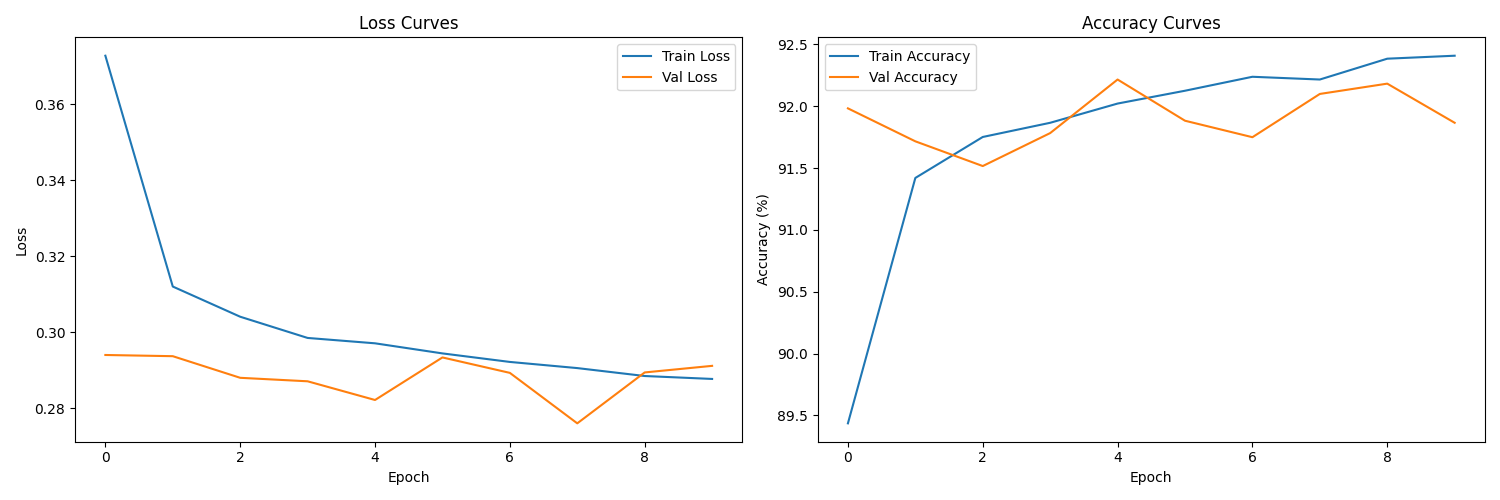 Loss Curves
Train Loss
Val Loss
0.36
0.34
0.32
0.30
0.28
Loss
0 2 4 6 8
Epoch
Accuracy Curves
Train Accuracy
Val Accuracy
92.5
92.0
91.5
91.0
90.5
90.0
89.5
Accuracy (%)
0 2 4 6 8
Epoch